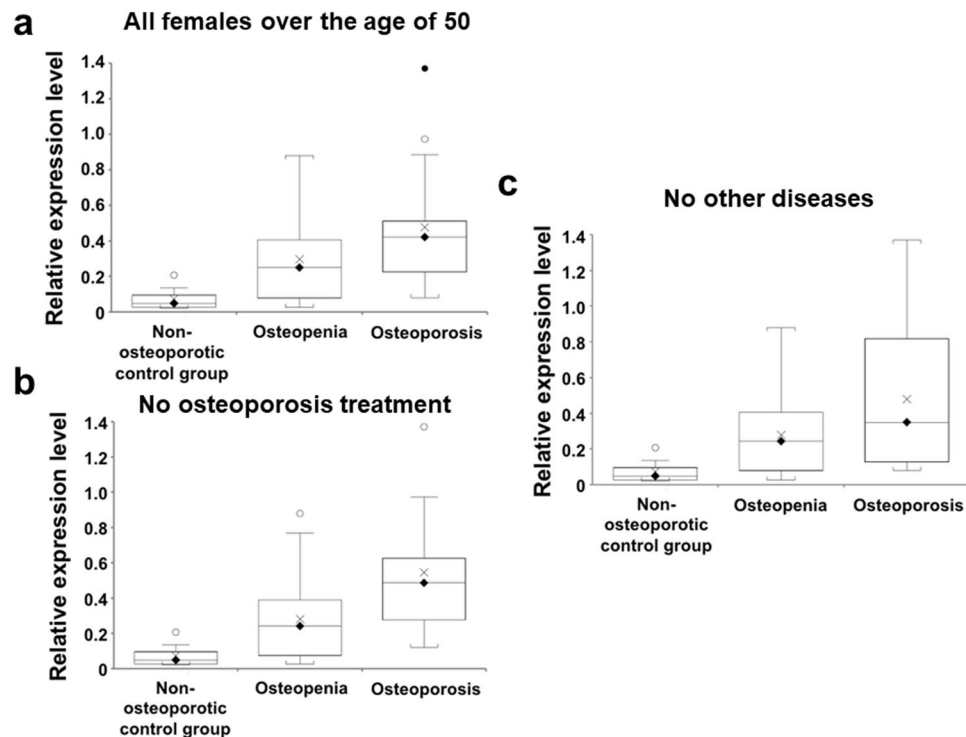 a
All females over the age of 50
Relative expression level
1.4
1.2
1.0
0.8
0.6
0.4
0.2
0
Non-
osteoporotic
control group
Osteopenia
Osteoporosis
b
No osteoporosis treatment
Relative expression level
1.4
1.2
1.0
0.8
0.6
0.4
0.2
0
Non-
osteoporotic
control group
Osteopenia
Osteoporosis
c
No other diseases
Relative expression level
1.4
1.2
1.0
0.8
0.6
0.4
0.2
0
Non-
osteoporotic
control group
Osteopenia
Osteoporosis